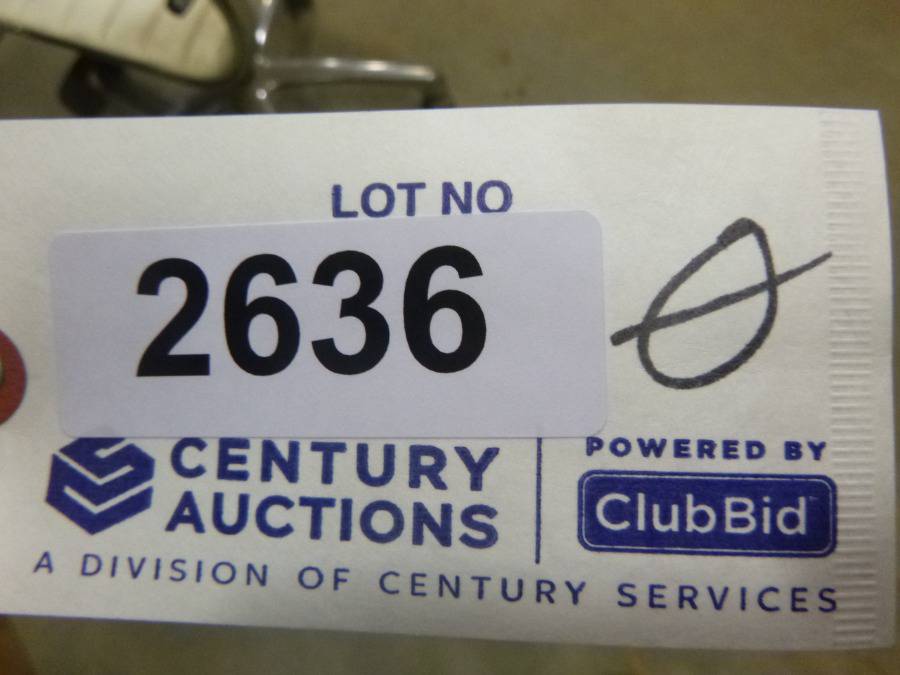 LOT NO
2636
Ø
CENTURY
AUCTIONS
POWERED BY
ClubBid
A DIVISION OF CENTURY SERVICES